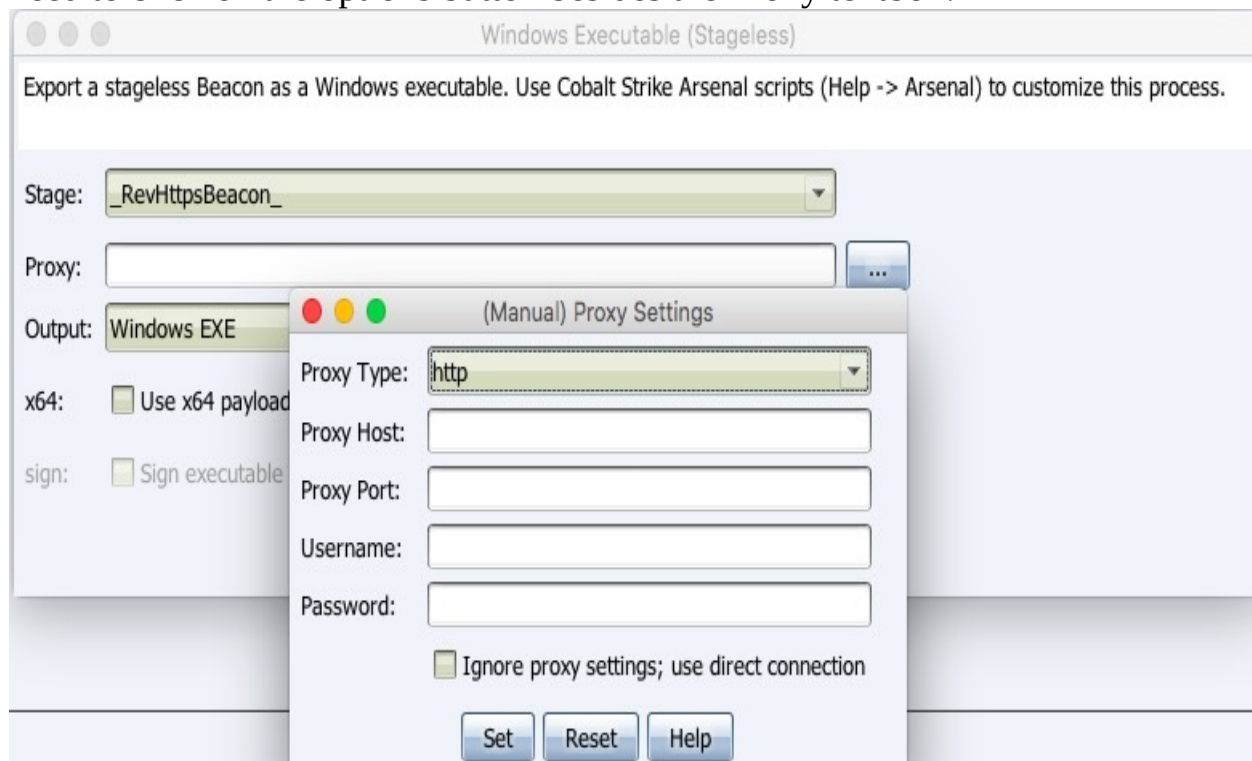 Windows Executable (Stageless)
Export a stageless Beacon as a Windows executable. Use Cobalt Strike Arsenal scripts (Help -> Arsenal) to customize this process.
Stage: _RevHttpsBeacon_
Proxy: ...
(Manual) Proxy Settings
Output: Windows EXE
Proxy Type: http
x64: Use x64 payload
Proxy Host:
sign: Sign executable
Proxy Port:
Username:
Password:
Ignore proxy settings; use direct connection
Set Reset Help